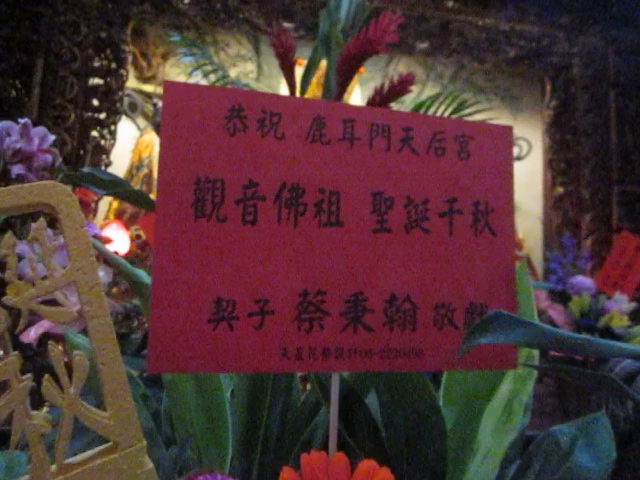 恭祝 鹿耳門天后宮
觀音佛祖 聖誕千秋
契子 蔡秉翰 敬獻